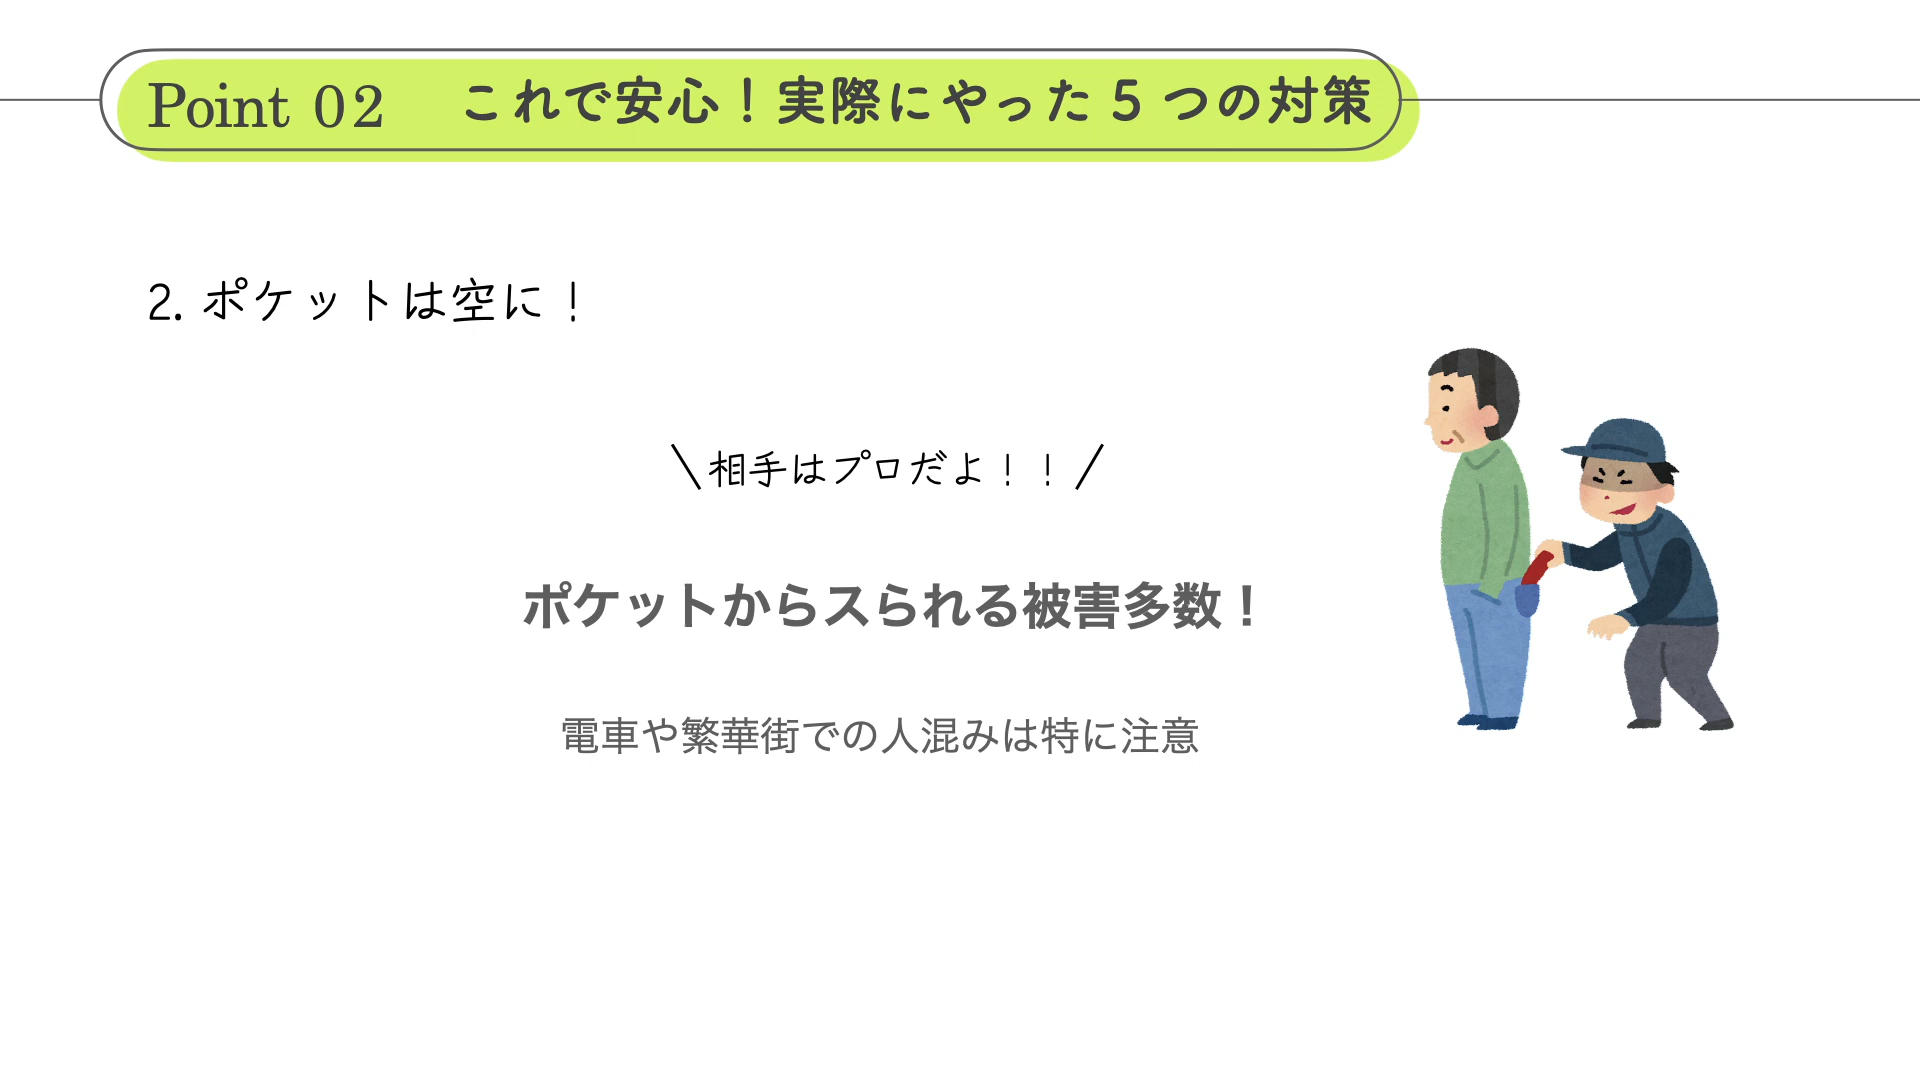 Point 02 これで安心！実際にやった5つの対策
2. ポケットは空に！
＼相手はプロだよ！！／
ポケットからスられる被害多数！
電車や繁華街での人混みは特に注意